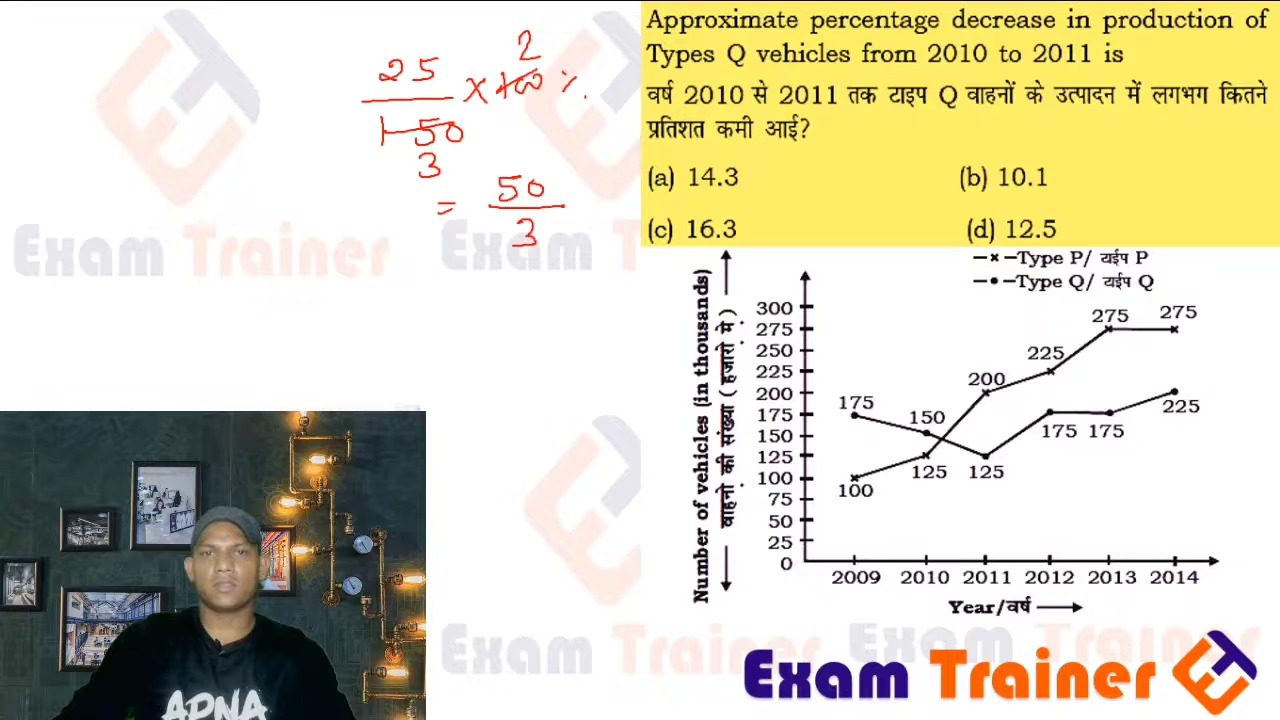 25
150
× 100 %
2
3
= 50
3
Approximate percentage decrease in production of
Types Q vehicles from 2010 to 2011 is
वर्ष 2010 से 2011 तक टाइप Q वाहनों के उत्पादन में लगभग कितने
प्रतिशत कमी आई?
(a) 14.3 (b) 10.1
(c) 16.3 (d) 12.5
–×–Type P/ टाईप P
–●–Type Q/ टाईप Q
Number of vehicles (in thousands)
वाहनो की संख्या ( हजारो मे )
300
275
250
225
200
175
150
125
100
75
50
25
0
175 150 125 175 175 225
100 125 200 225 275 275
2009 2010 2011 2012 2013 2014
Year/वर्ष
Exam Trainer
Exam Trainer
Exam Trainer
Exam Trainer
Exam Trainer
APNA